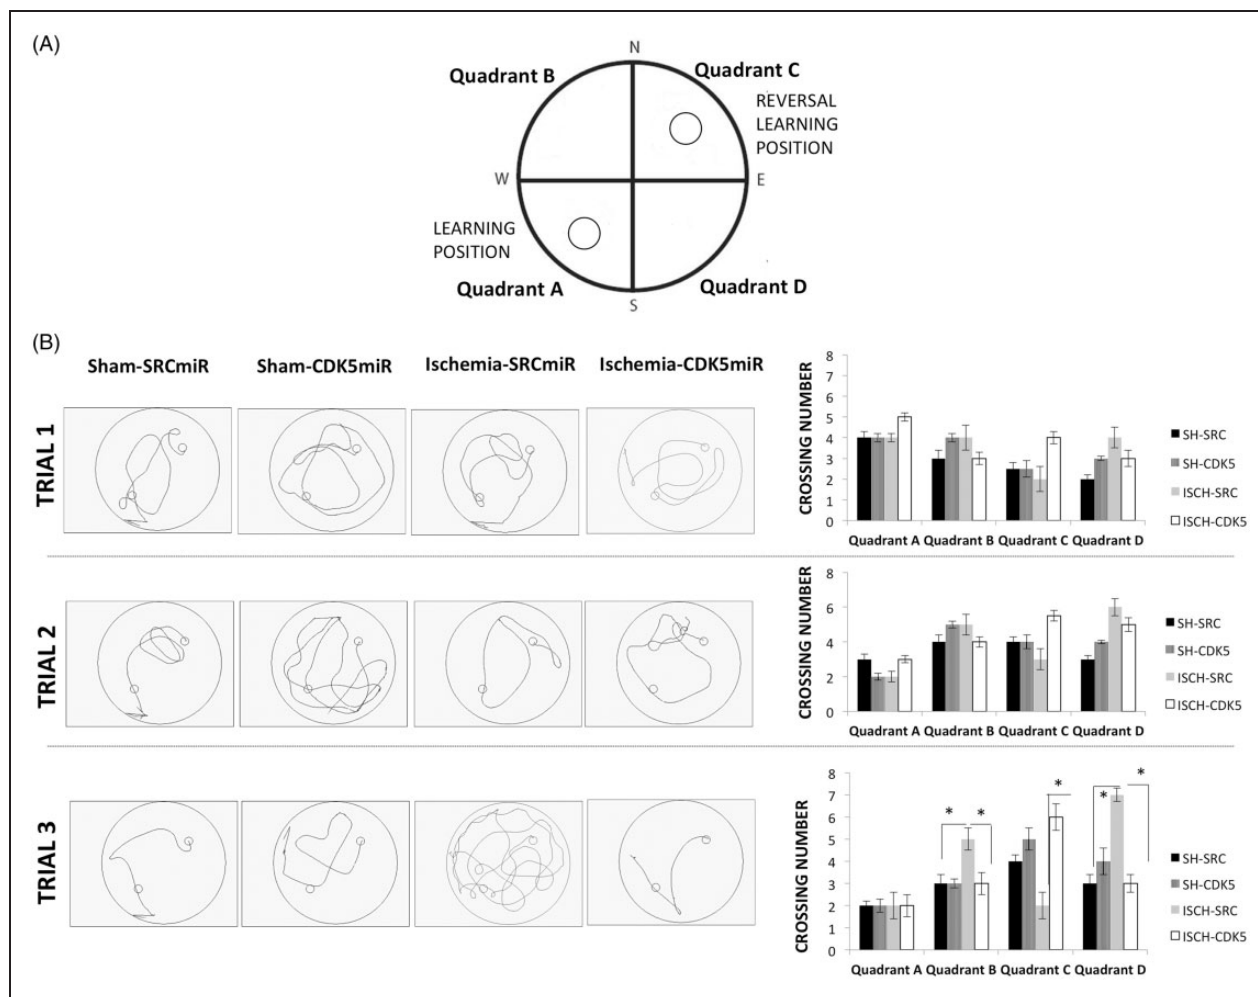 (A)
N
Quadrant B
Quadrant C
REVERSAL
LEARNING
POSITION
W
E
LEARNING
POSITION
Quadrant A
Quadrant D
S
(B)
Sham-SRCmiR
Sham-CDK5miR
Ischemia-SRCmiR
Ischemia-CDK5miR
TRIAL 1
CROSSING NUMBER
8
7
6
5
4
3
2
1
0
Quadrant A Quadrant B Quadrant C Quadrant D
SH-SRC
SH-CDK5
ISCH-SRC
ISCH-CDK5
TRIAL 2
CROSSING NUMBER
8
6
4
2
0
Quadrant A Quadrant B Quadrant C Quadrant D
SH-SRC
SH-CDK5
ISCH-SRC
ISCH-CDK5
TRIAL 3
CROSSING NUMBER
8
7
6
5
4
3
2
1
0
* * * * *
Quadrant A Quadrant B Quadrant C Quadrant D
SH-SRC
SH-CDK5
ISCH-SRC
ISCH-CDK5